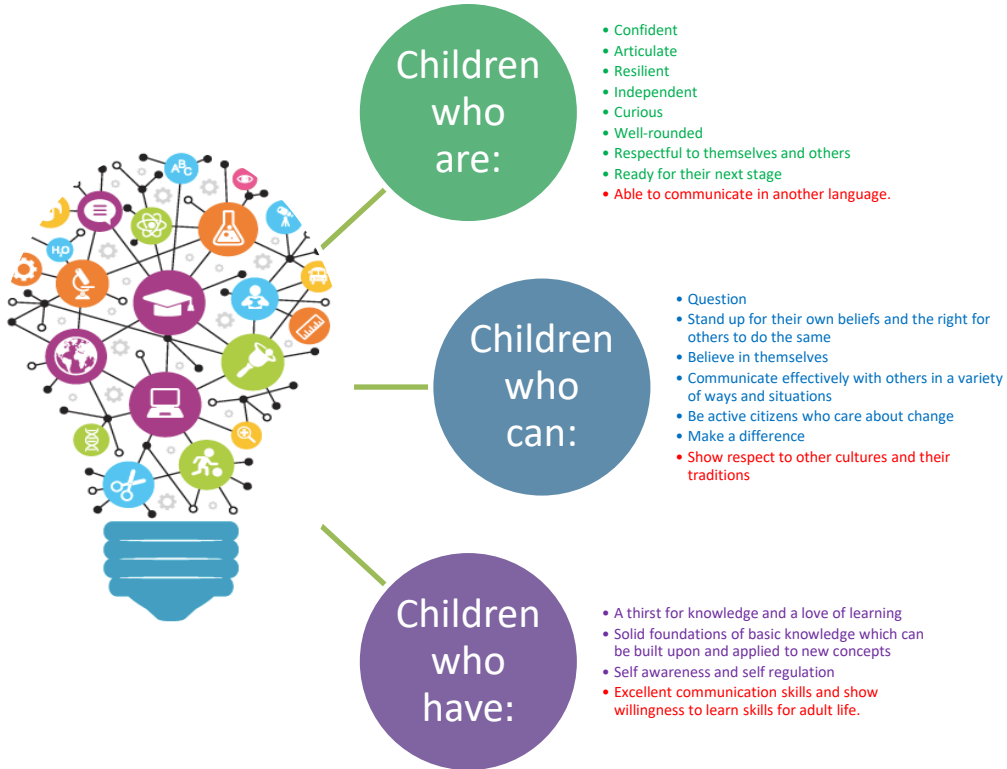 Children
who
are:
• Confident
• Articulate
• Resilient
• Independent
• Curious
• Well-rounded
• Respectful to themselves and others
• Ready for their next stage
• Able to communicate in another language.
ABC
H₂O
Children
who
can:
• Question
• Stand up for their own beliefs and the right for
others to do the same
• Believe in themselves
• Communicate effectively with others in a variety
of ways and situations
• Be active citizens who care about change
• Make a difference
• Show respect to other cultures and their
traditions
Children
who
have:
• A thirst for knowledge and a love of learning
• Solid foundations of basic knowledge which can
be built upon and applied to new concepts
• Self awareness and self regulation
• Excellent communication skills and show
willingness to learn skills for adult life.